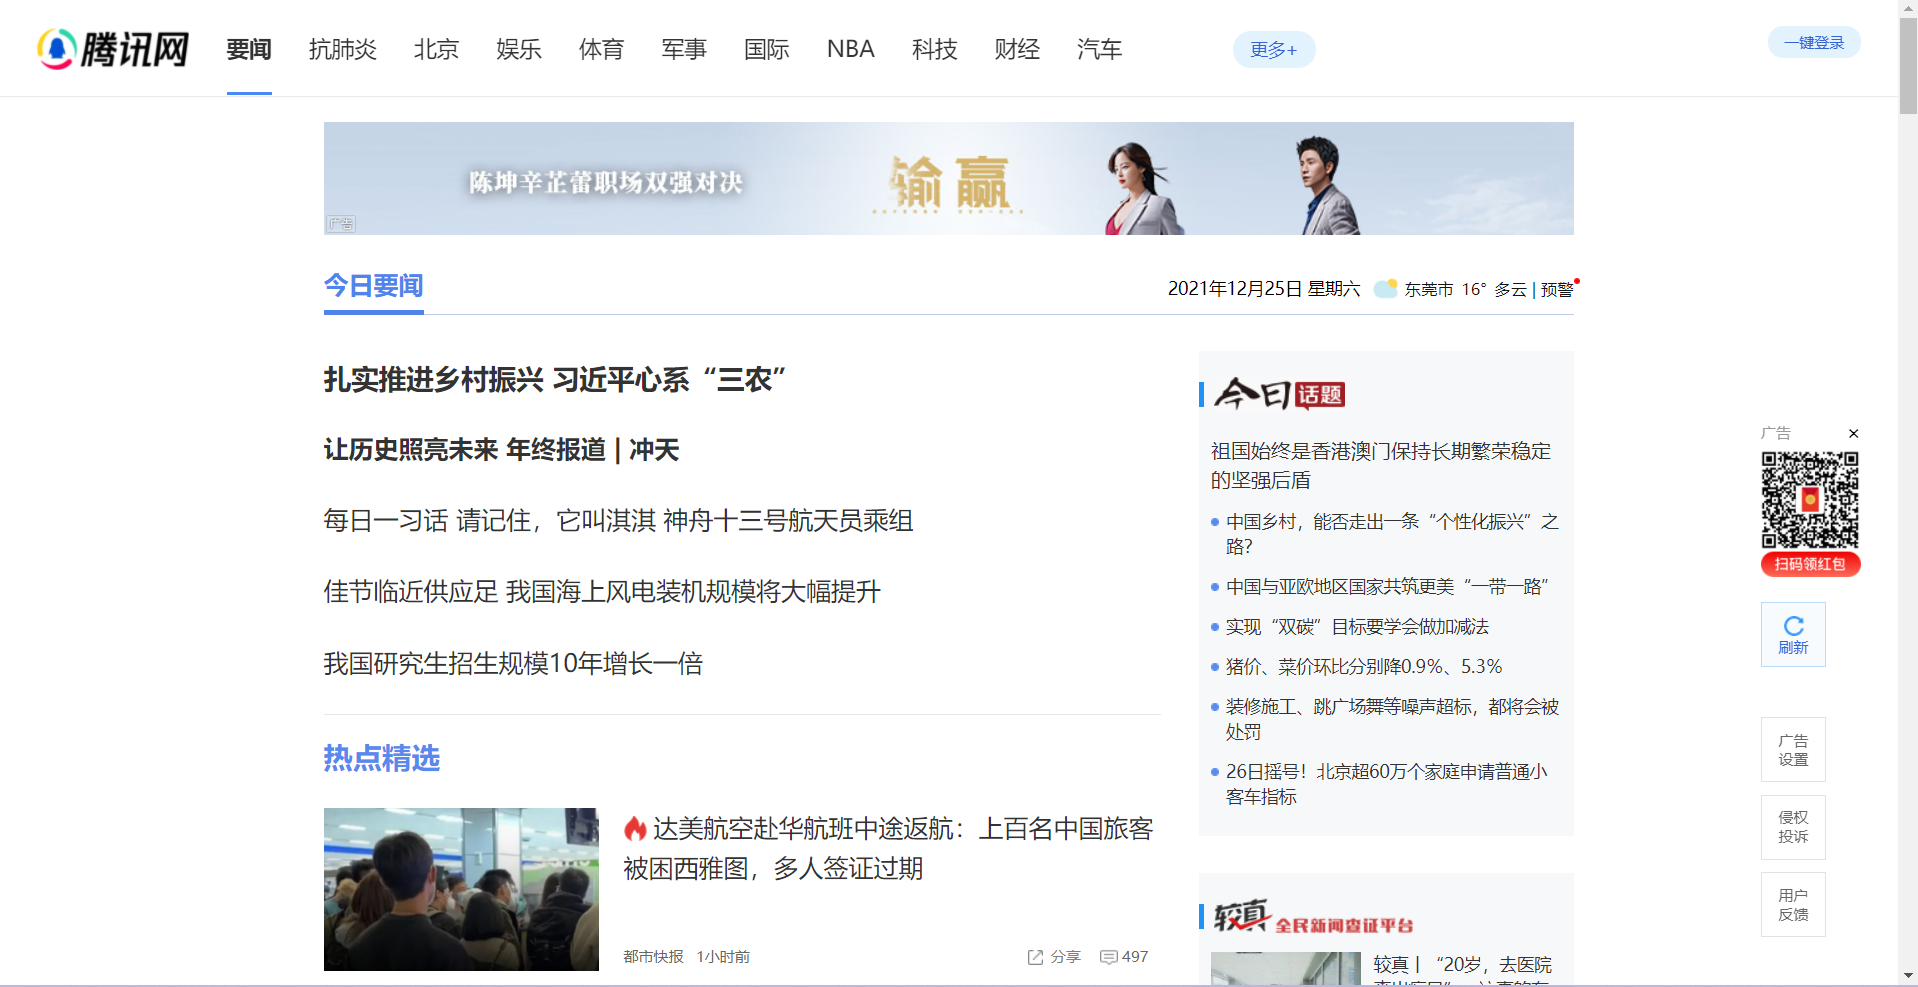 腾讯网 要闻 抗肺炎 北京 娱乐 体育 军事 国际 NBA 科技 财经 汽车 更多+ 一键登录
陈坤辛芷蕾职场双强对决 输赢
广告
今日要闻
2021年12月25日 星期六 东莞市 16° 多云 | 预警
扎实推进乡村振兴 习近平心系“三农”
让历史照亮未来 年终报道 | 冲天
每日一习话 请记住，它叫淇淇 神舟十三号航天员乘组
佳节临近供应足 我国海上风电装机规模将大幅提升
我国研究生招生规模10年增长一倍
热点精选
达美航空赴华航班中途返航：上百名中国旅客
被困西雅图，多人签证过期
都市快报 1小时前 分享 497
今日话题
祖国始终是香港澳门保持长期繁荣稳定
的坚强后盾
中国乡村，能否走出一条“个性化振兴”之
路？
中国与亚欧地区国家共筑更美“一带一路”
实现“双碳”目标要学会做加减法
猪价、菜价环比分别降0.9%、5.3%
装修施工、跳广场舞等噪声超标，都将会被
处罚
26日摇号！北京超60万个家庭申请普通小
客车指标
较真 全民新闻查证平台
较真丨“20岁，去医院
广告 ×
扫码领红包
刷新
广告
设置
侵权
投诉
用户
反馈